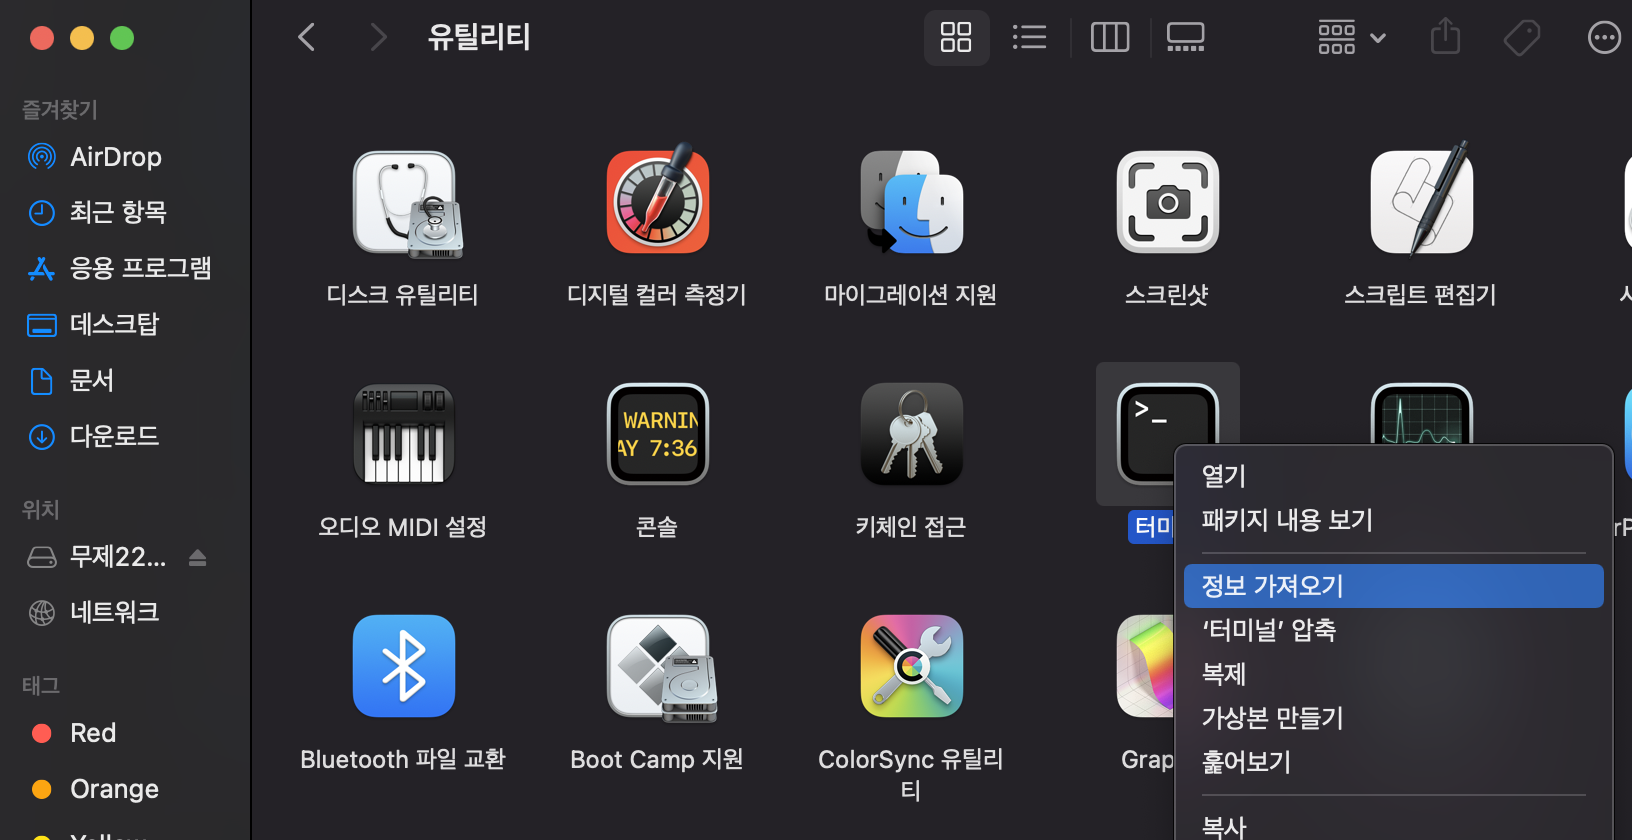 유틸리티
즐겨찾기
AirDrop
최근 항목
응용 프로그램
데스크탑
문서
다운로드
위치
무제22...
네트워크
태그
Red
Orange
Yellow
디스크 유틸리티
디지털 컬러 측정기
마이그레이션 지원
스크린샷
스크립트 편집기
WARNIN
AY 7:36
>_
오디오 MIDI 설정
콘솔
키체인 접근
터미
Bluetooth 파일 교환
Boot Camp 지원
ColorSync 유틸리
티
Grap
열기
패키지 내용 보기
정보 가져오기
‘터미널’ 압축
복제
가상본 만들기
훑어보기
복사